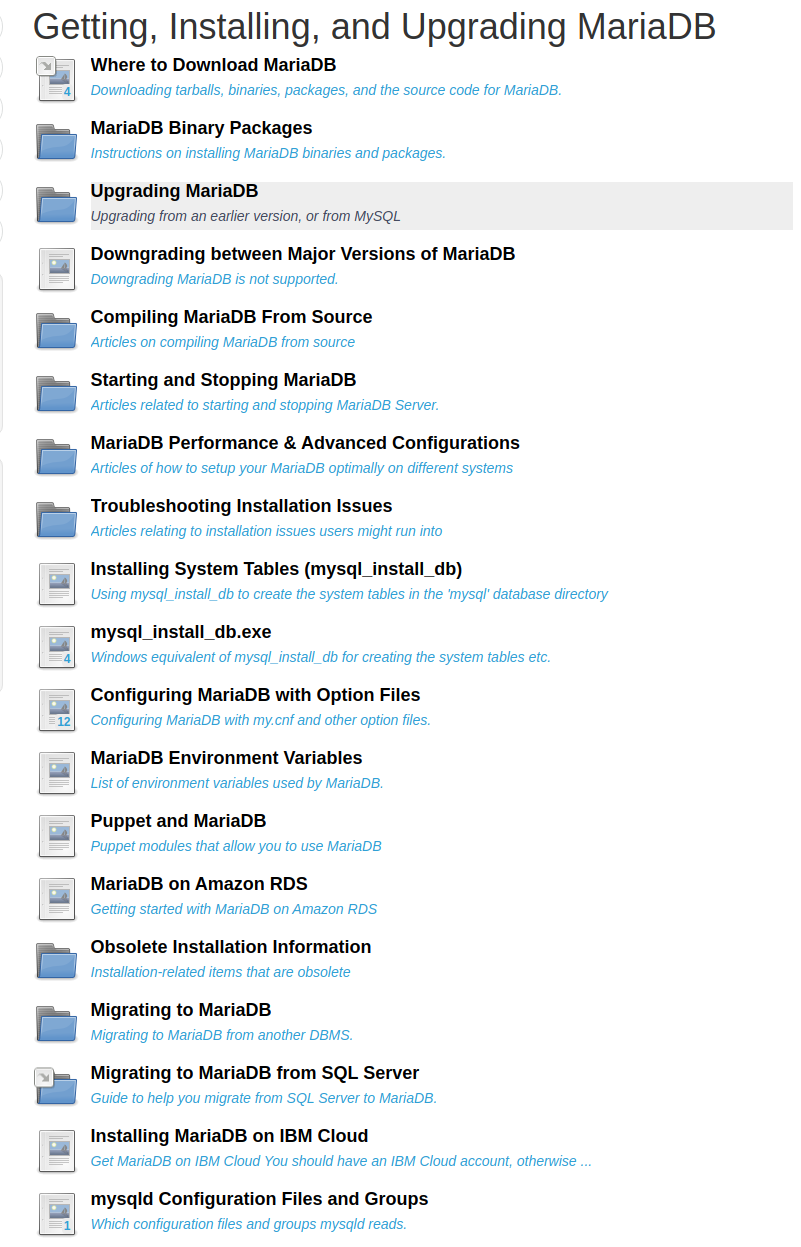 Getting, Installing, and Upgrading MariaDB
Where to Download MariaDB
4
Downloading tarballs, binaries, packages, and the source code for MariaDB.
MariaDB Binary Packages
Instructions on installing MariaDB binaries and packages.
Upgrading MariaDB
Upgrading from an earlier version, or from MySQL
Downgrading between Major Versions of MariaDB
Downgrading MariaDB is not supported.
Compiling MariaDB From Source
Articles on compiling MariaDB from source
Starting and Stopping MariaDB
Articles related to starting and stopping MariaDB Server.
MariaDB Performance & Advanced Configurations
Articles of how to setup your MariaDB optimally on different systems
Troubleshooting Installation Issues
Articles relating to installation issues users might run into
Installing System Tables (mysql_install_db)
Using mysql_install_db to create the system tables in the 'mysql' database directory
mysql_install_db.exe
4
Windows equivalent of mysql_install_db for creating the system tables etc.
Configuring MariaDB with Option Files
12
Configuring MariaDB with my.cnf and other option files.
MariaDB Environment Variables
List of environment variables used by MariaDB.
Puppet and MariaDB
Puppet modules that allow you to use MariaDB
MariaDB on Amazon RDS
Getting started with MariaDB on Amazon RDS
Obsolete Installation Information
Installation-related items that are obsolete
Migrating to MariaDB
Migrating to MariaDB from another DBMS.
Migrating to MariaDB from SQL Server
Guide to help you migrate from SQL Server to MariaDB.
Installing MariaDB on IBM Cloud
Get MariaDB on IBM Cloud You should have an IBM Cloud account, otherwise ...
mysqld Configuration Files and Groups
1
Which configuration files and groups mysqld reads.